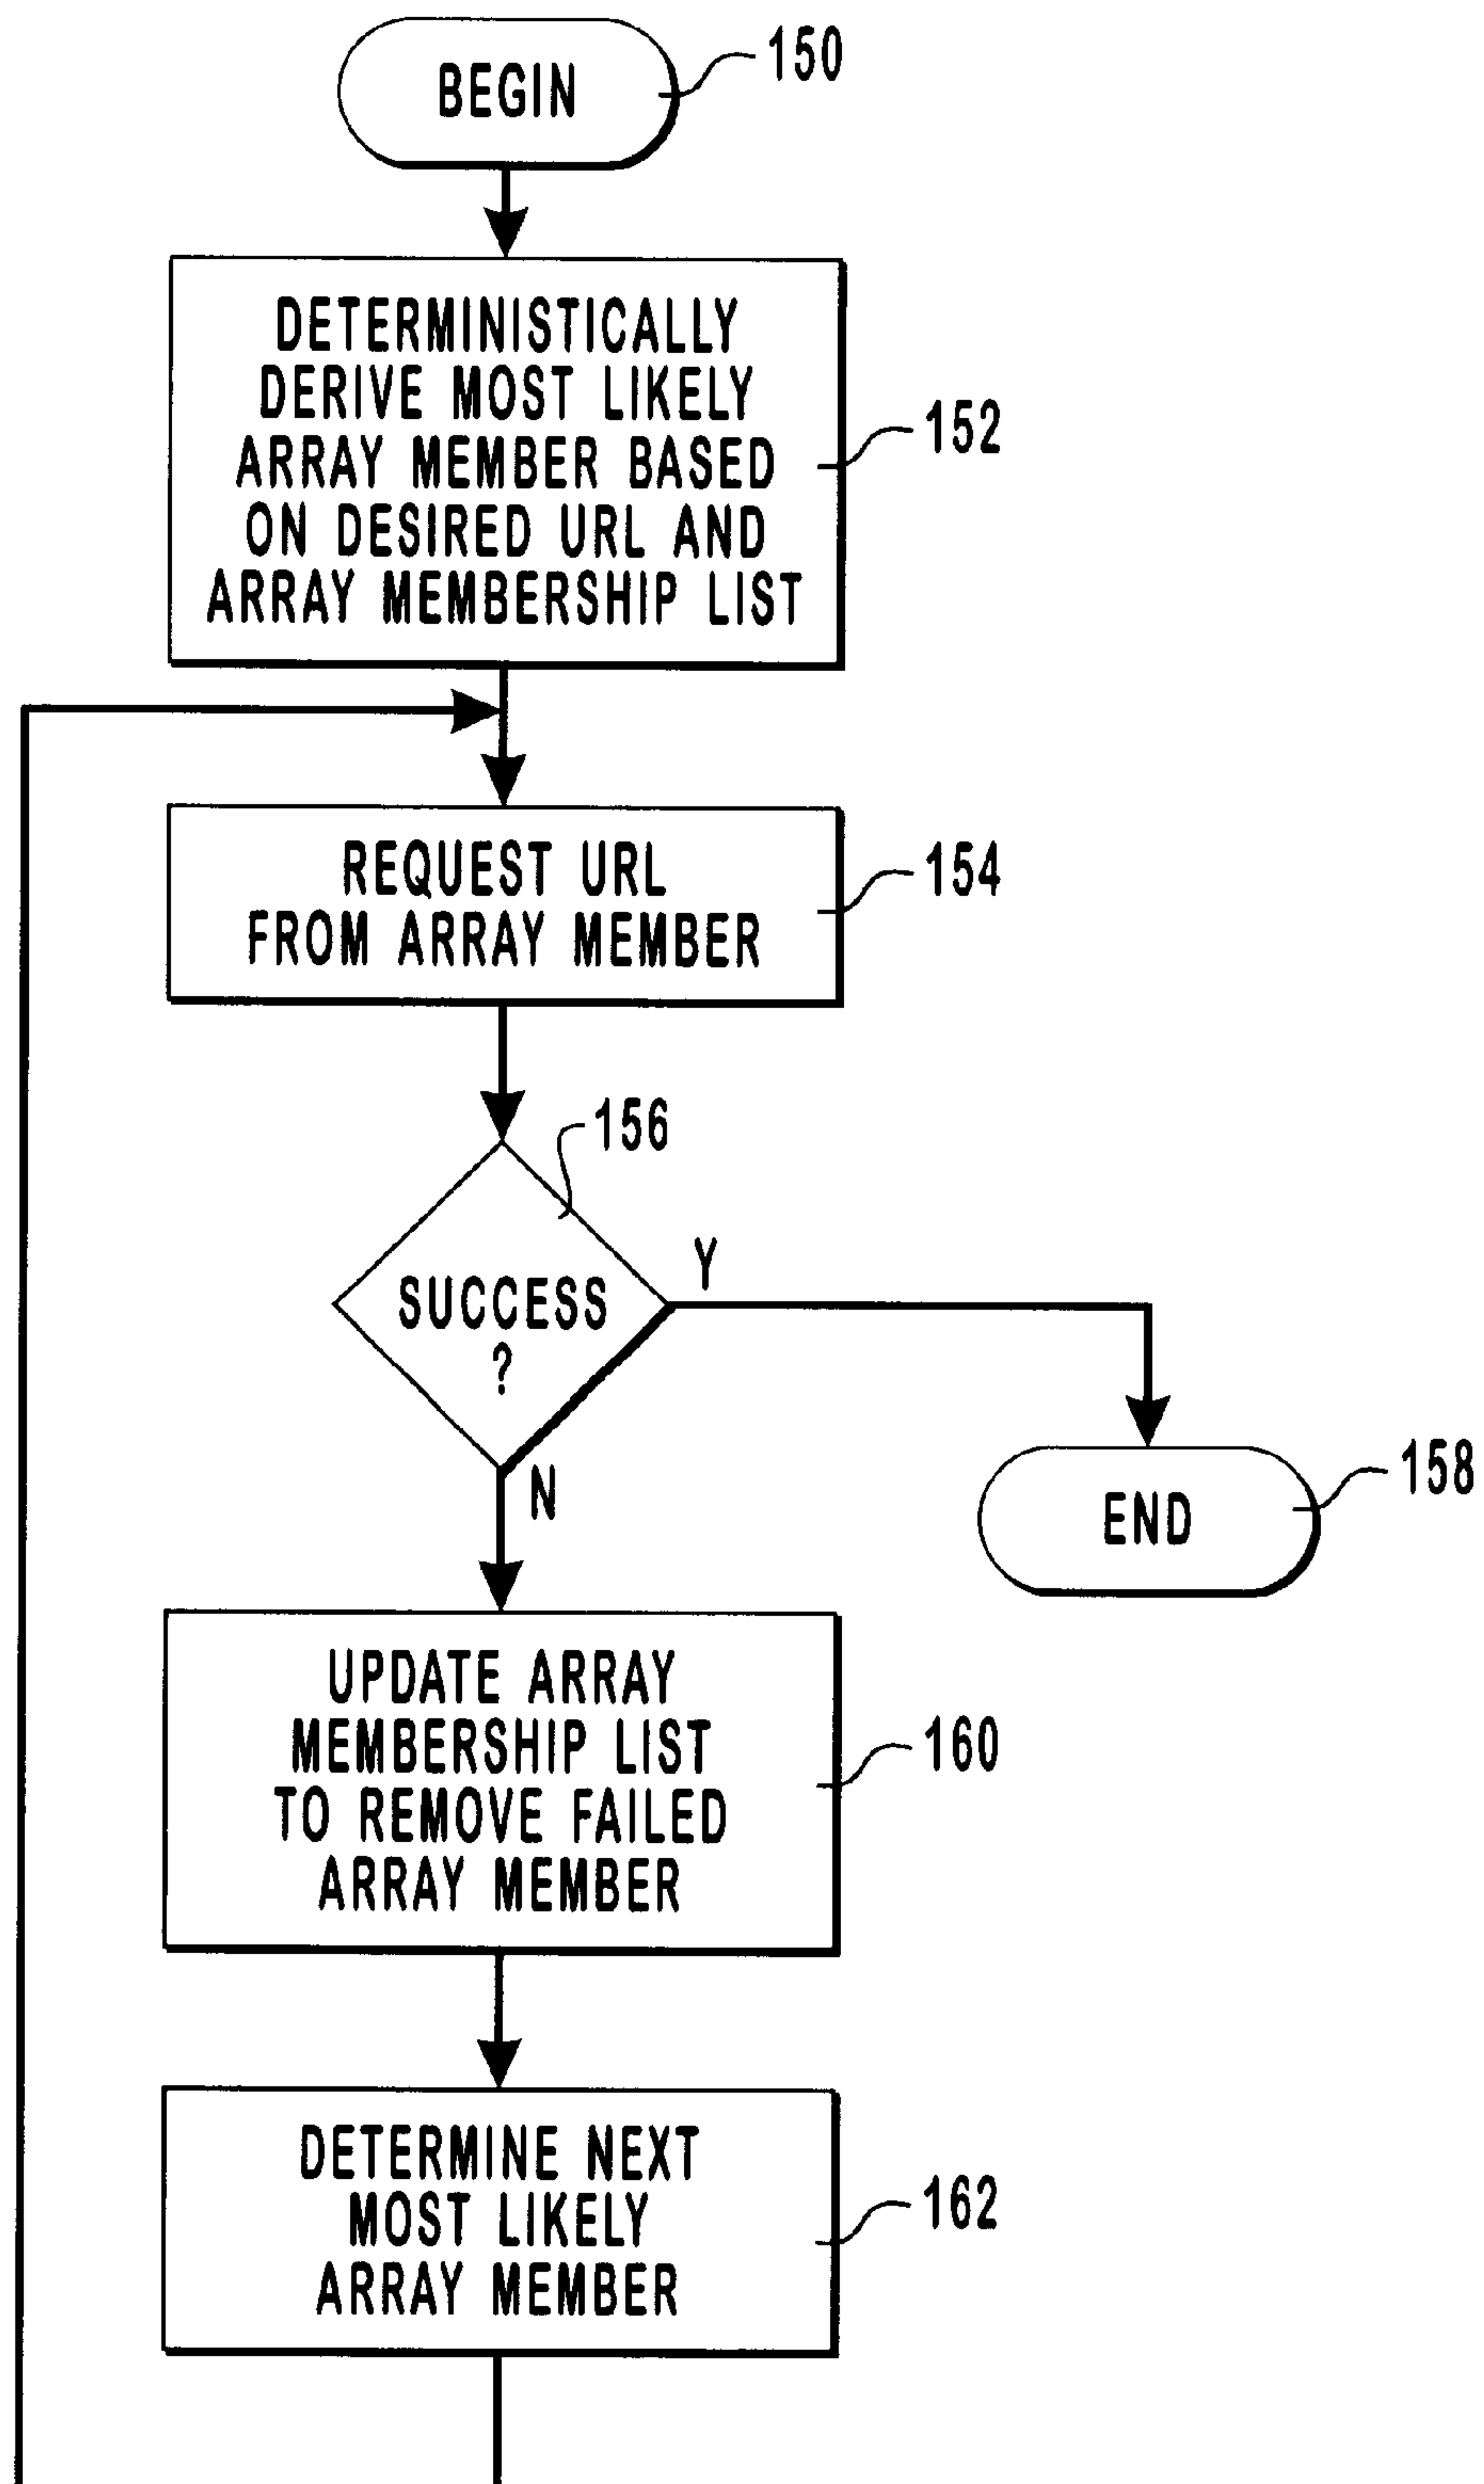 BEGIN
150
DETERMINISTICALLY
DERIVE MOST LIKELY
ARRAY MEMBER BASED
ON DESIRED URL AND
ARRAY MEMBERSHIP LIST
152
REQUEST URL
FROM ARRAY MEMBER
154
156
SUCCESS
?
Y
N
END
158
UPDATE ARRAY
MEMBERSHIP LIST
TO REMOVE FAILED
ARRAY MEMBER
160
DETERMINE NEXT
MOST LIKELY
ARRAY MEMBER
162